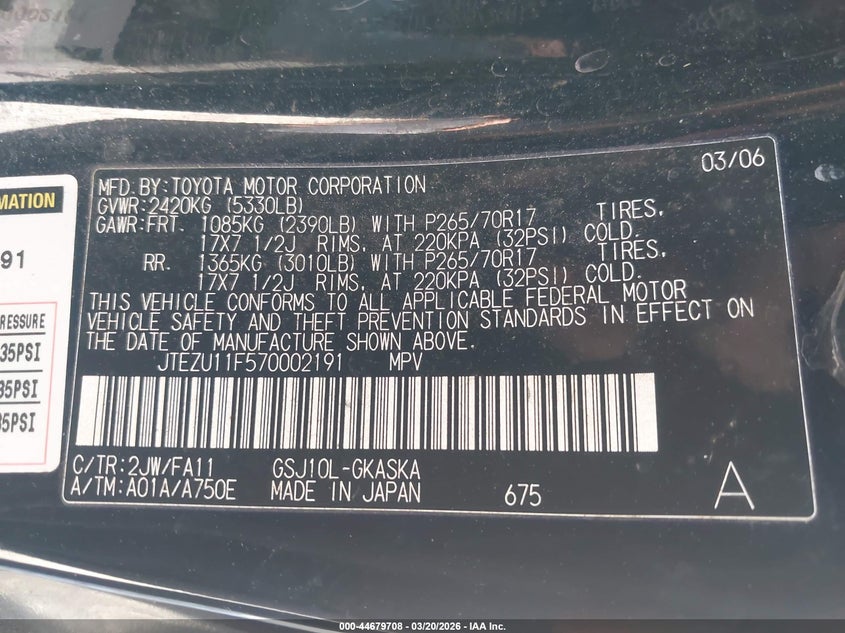 03/06
MFD.BY:TOYOTA MOTOR CORPORATION
GVWR:2420KG (5330LB)
GAWR:FRT. 1085KG (2390LB) WITH P265/70R17 TIRES,
17X7 1/2J RIMS, AT 220KPA (32PSI) COLD.
RR. 1365KG (3010LB) WITH P265/70R17 TIRES,
17X7 1/2J RIMS, AT 220KPA (32PSI) COLD.
THIS VEHICLE CONFORMS TO ALL APPLICABLE FEDERAL MOTOR
VEHICLE SAFETY AND THEFT PREVENTION STANDARDS IN EFFECT ON
THE DATE OF MANUFACTURE SHOWN ABOVE.
JTEZU11F570002191 MPV
C/TR:2JW/FA11 GSJ10L-GKASKA
A/TM:A01A/A750E MADE IN JAPAN 675 A
MATION
91
RESSURE
35PSI
35PSI
35PSI
000-44679708 - 03/20/2026 - IAA Inc.